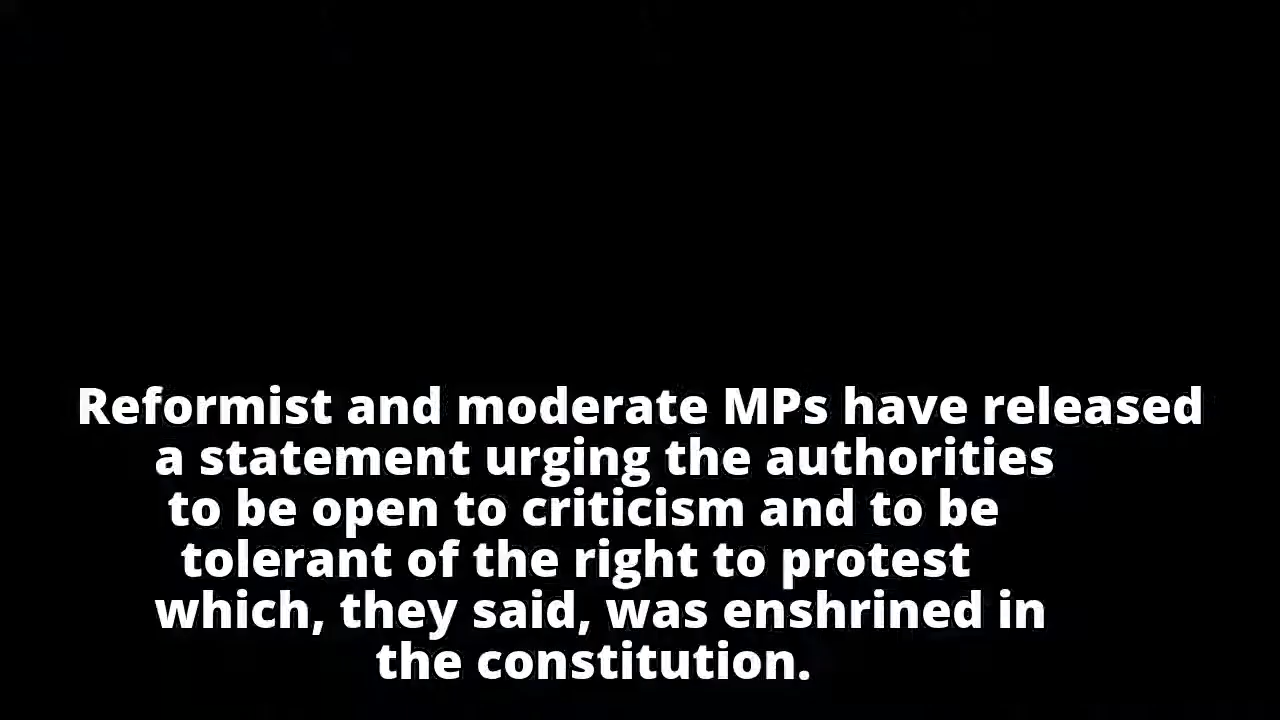 Reformist and moderate MPs have released
a statement urging the authorities
to be open to criticism and to be
tolerant of the right to protest
which, they said, was enshrined in
the constitution.